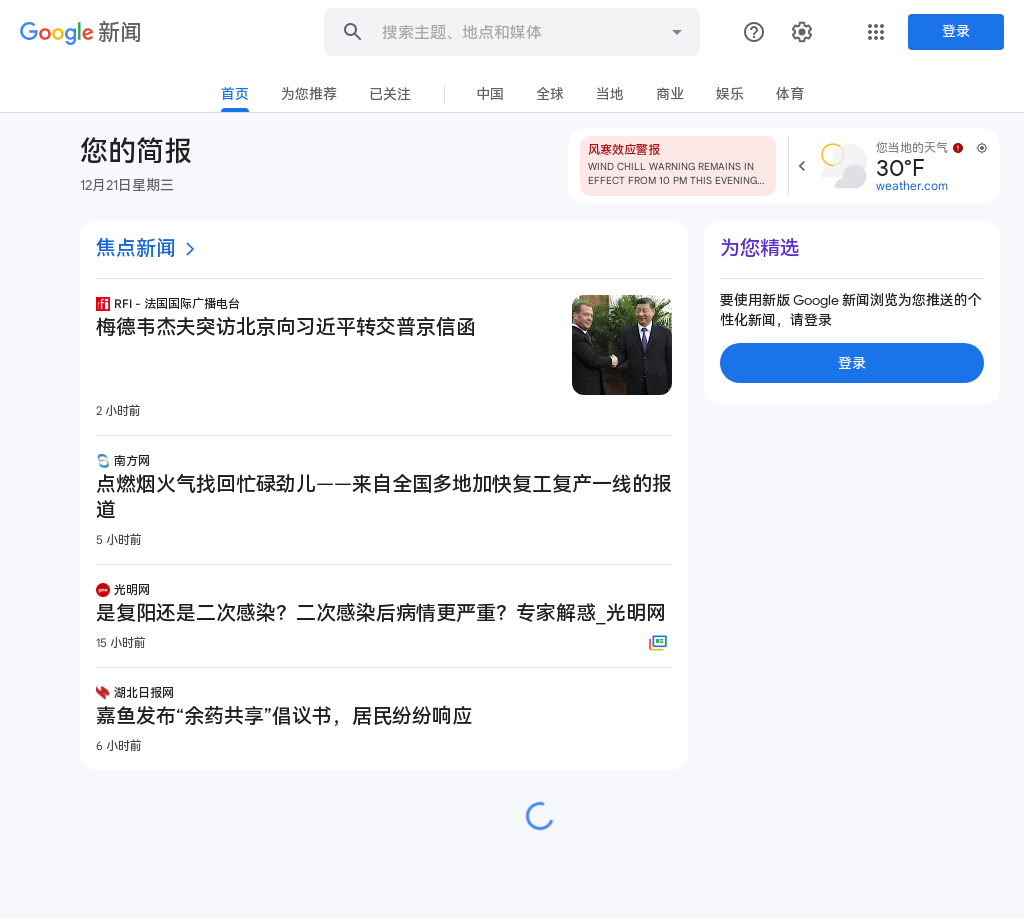 Google 新闻
搜索主题、地点和媒体
登录
首页
为您推荐
已关注
中国
全球
当地
商业
娱乐
体育
您的简报
12月21日星期三
风寒效应警报
WIND CHILL WARNING REMAINS IN
EFFECT FROM 10 PM THIS EVENING...
您当地的天气
30°F
weather.com
焦点新闻
RFI - 法国国际广播电台
梅德韦杰夫突访北京向习近平转交普京信函
2 小时前
南方网
点燃烟火气找回忙碌劲儿——来自全国多地加快复工复产一线的报
道
5 小时前
光明网
是复阳还是二次感染？二次感染后病情更严重？专家解惑_光明网
15 小时前
湖北日报网
嘉鱼发布“余药共享”倡议书，居民纷纷响应
6 小时前
为您精选
要使用新版 Google 新闻浏览为您推送的个
性化新闻，请登录
登录